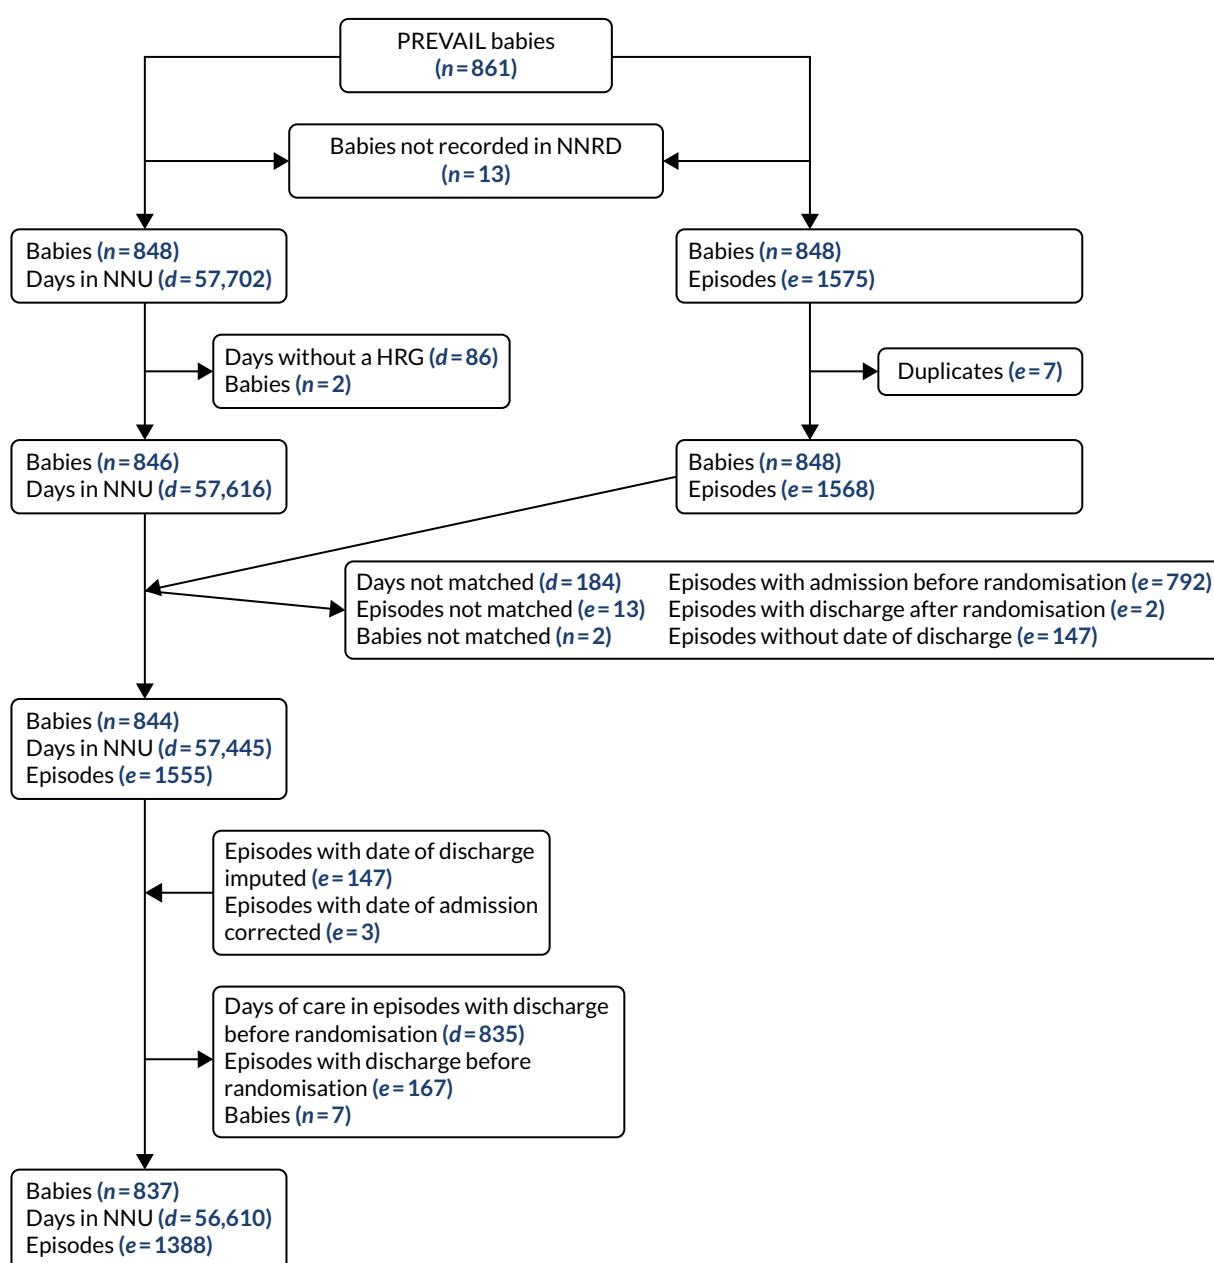 PREVAIL babies
(n=861)
Babies not recorded in NNRD
(n=13)
Babies (n=848)
Days in NNU (d=57,702)
Babies (n=848)
Episodes (e=1575)
Days without a HRG (d=86)
Babies (n=2)
Duplicates (e=7)
Babies (n=846)
Days in NNU (d=57,616)
Babies (n=848)
Episodes (e=1568)
Days not matched (d=184)
Episodes not matched (e=13)
Babies not matched (n=2)
Episodes with admission before randomisation (e=792)
Episodes with discharge after randomisation (e=2)
Episodes without date of discharge (e=147)
Babies (n=844)
Days in NNU (d=57,445)
Episodes (e=1555)
Episodes with date of discharge
imputed (e=147)
Episodes with date of admission
corrected (e=3)
Days of care in episodes with discharge
before randomisation (d=835)
Episodes with discharge before
randomisation (e=167)
Babies (n=7)
Babies (n=837)
Days in NNU (d=56,610)
Episodes (e=1388)